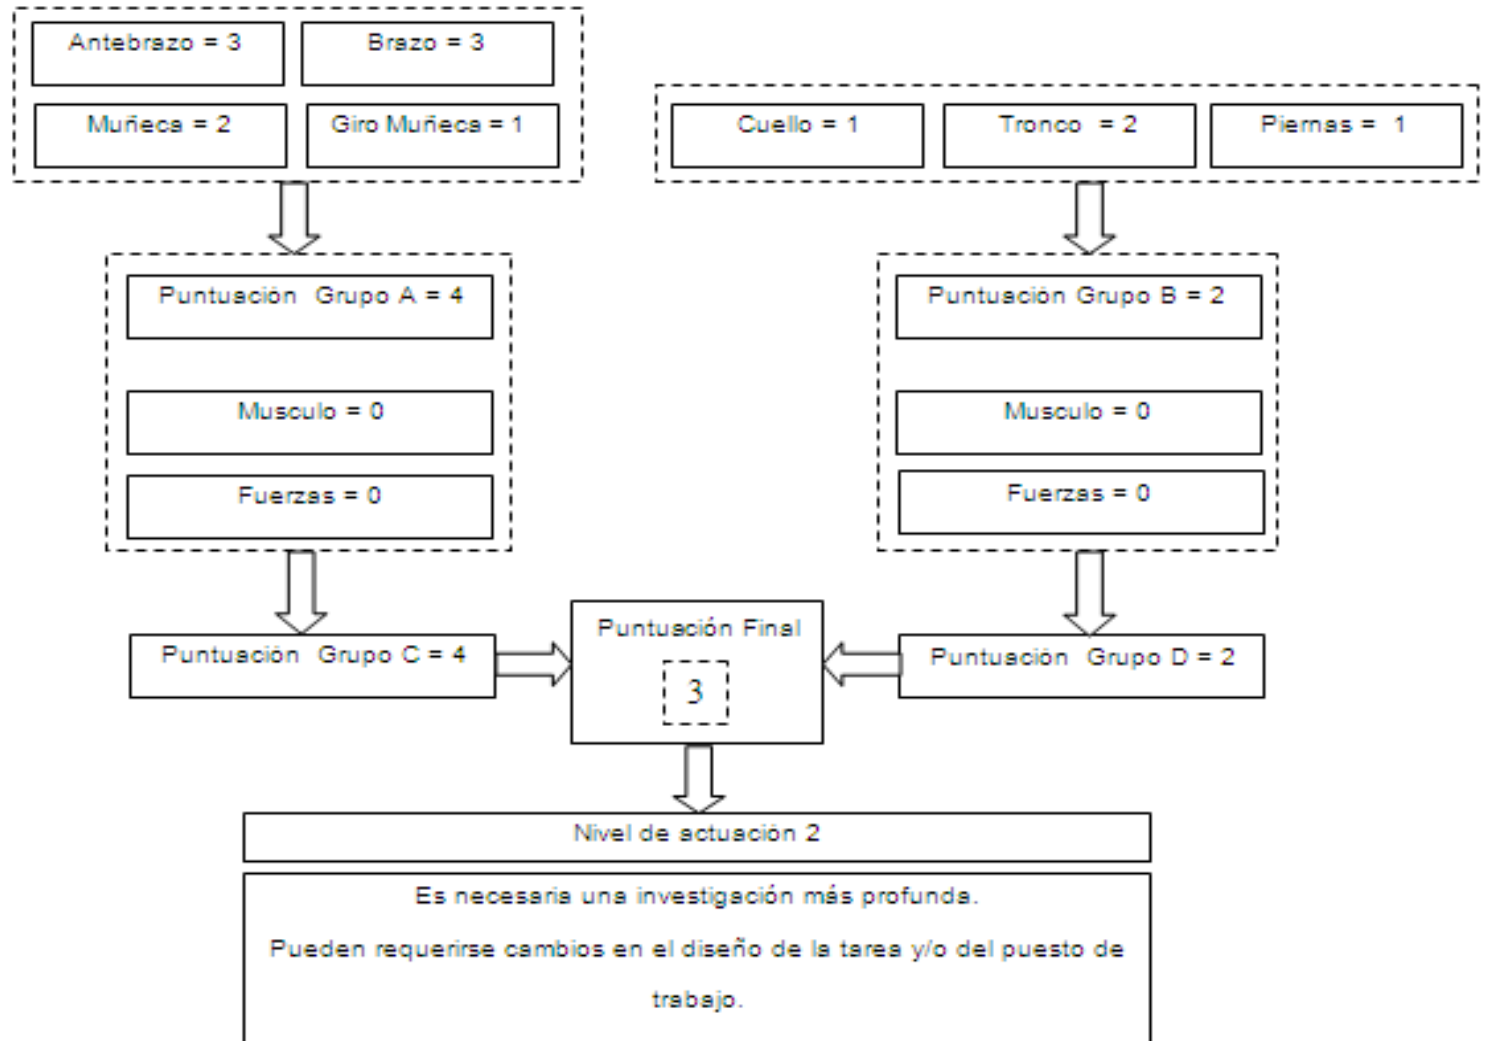 Antebrazo = 3
Brazo = 3
Muñeca = 2
Giro Muñeca = 1
Cuello = 1
Tronco = 2
Piernas = 1
Puntuación Grupo A = 4
Musculo = 0
Fuerzas = 0
Puntuación Grupo B = 2
Musculo = 0
Fuerzas = 0
Puntuación Grupo C = 4
Puntuación Final
3
Puntuación Grupo D = 2
Nivel de actuación 2
Es necesaria una investigación más profunda.
Pueden requerirse cambios en el diseño de la tarea y/o del puesto de
trabajo.